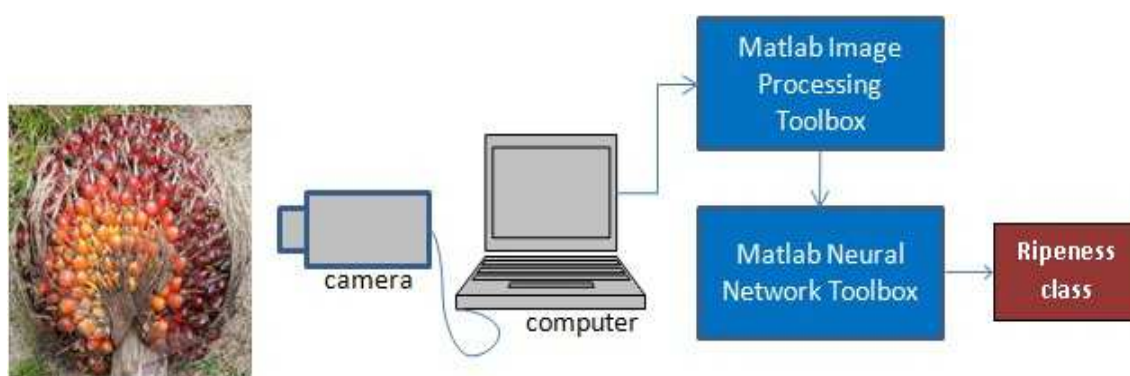 camera
computer
Matlab Image
Processing
Toolbox
Matlab Neural
Network Toolbox
Ripeness
class